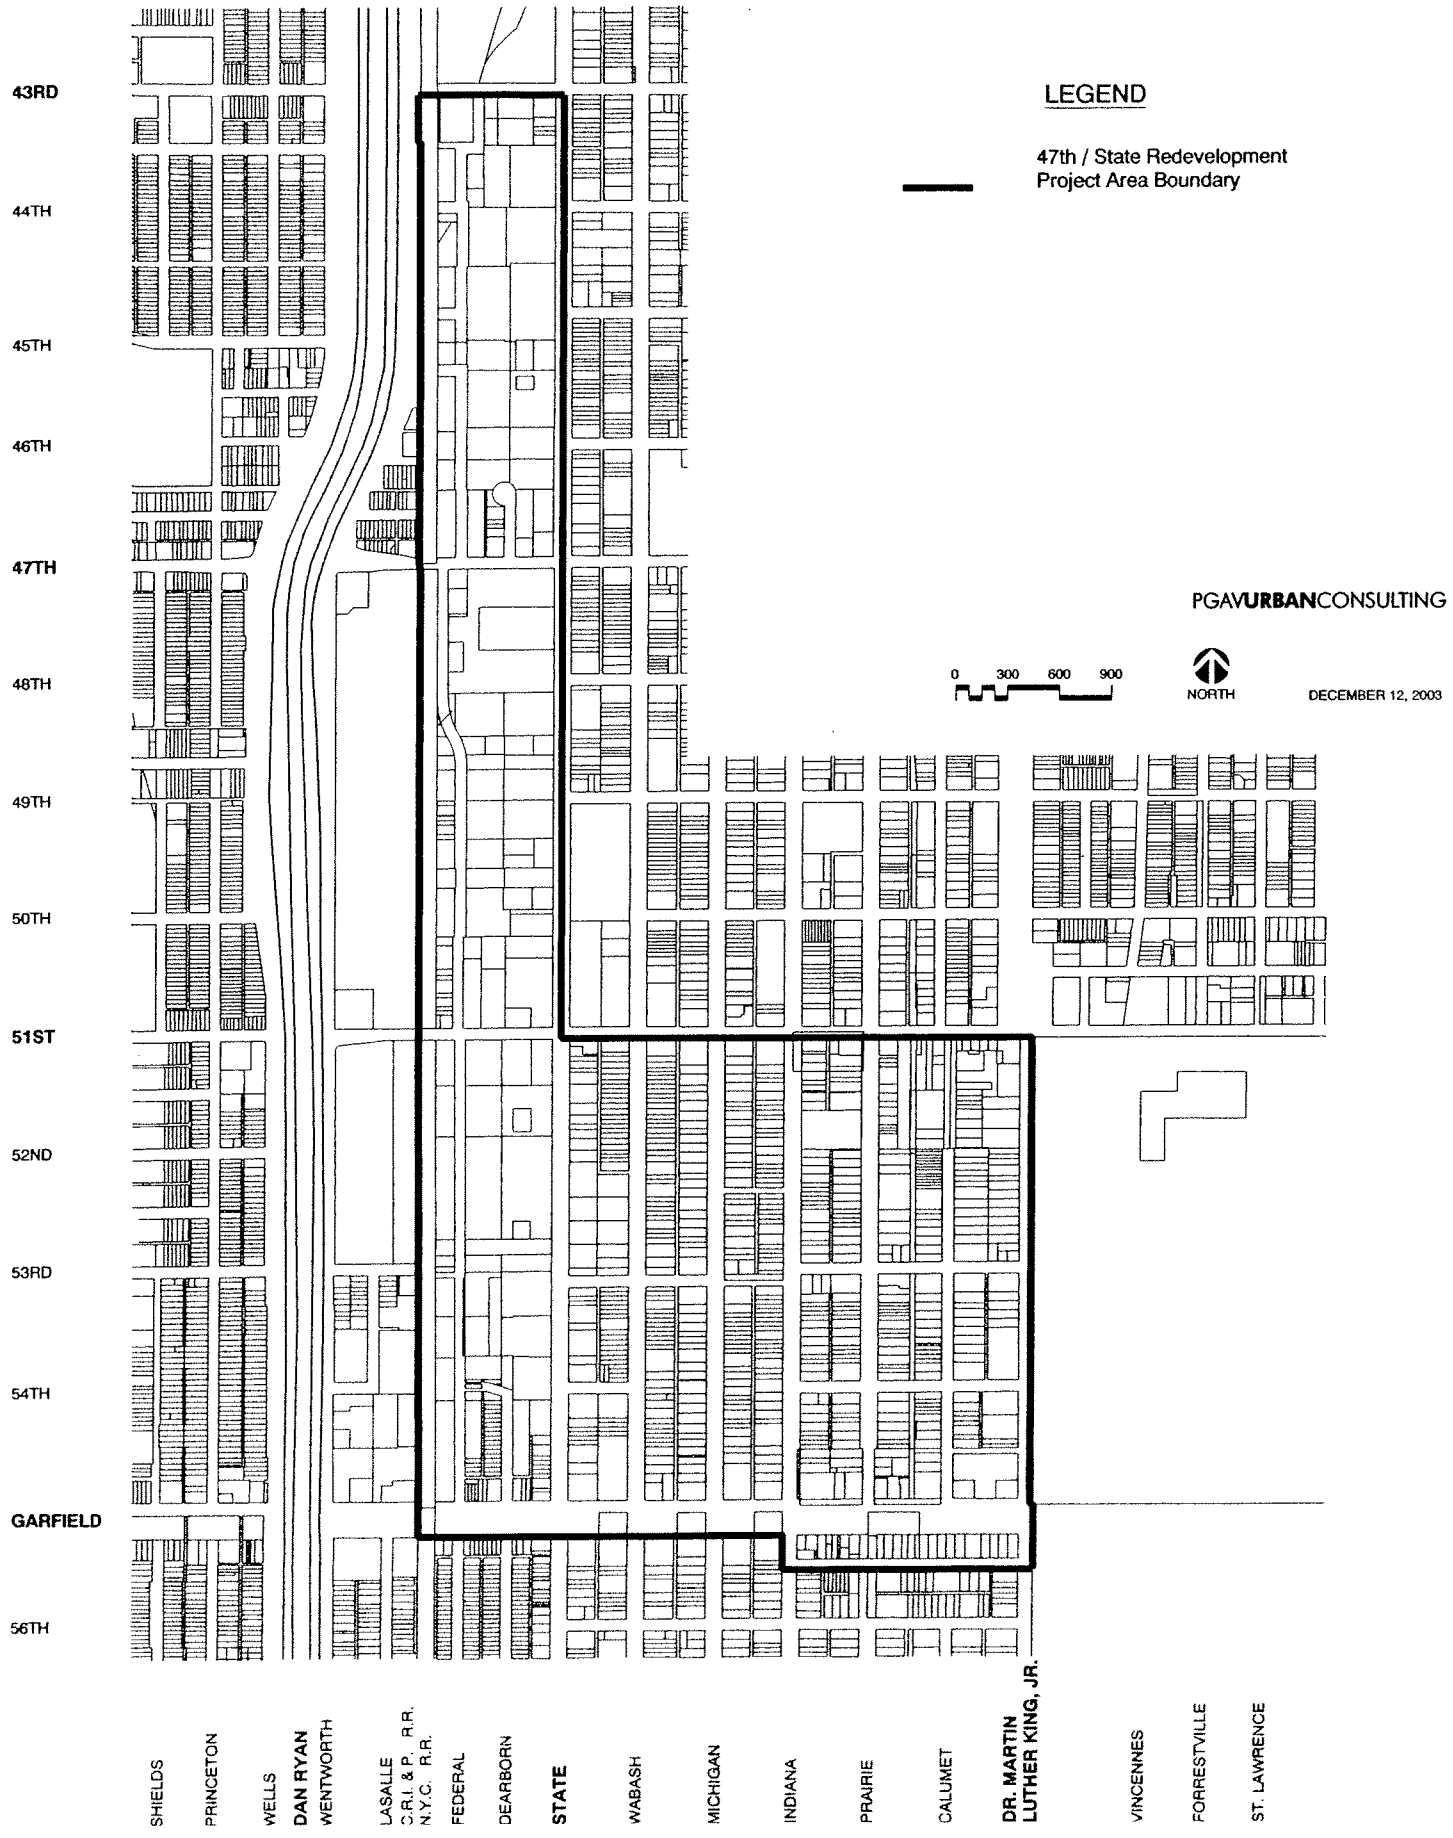 43RD
44TH
45TH
46TH
47TH
48TH
49TH
50TH
51ST
52ND
53RD
54TH
GARFIELD
56TH
LEGEND
47th / State Redevelopment
Project Area Boundary
PGAVURBANCONSULTING
0 300 600 900
NORTH
DECEMBER 12, 2003
SHIELDS
PRINCETON
WELLS
DAN RYAN
WENTWORTH
LASALLE
C.R.I. & P. R.R.
N.Y.C. R.R.
FEDERAL
DEARBORN
STATE
WABASH
MICHIGAN
INDIANA
PRAIRIE
CALUMET
DR. MARTIN
LUTHER KING, JR.
VINCENNES
FORRESTVILLE
ST. LAWRENCE